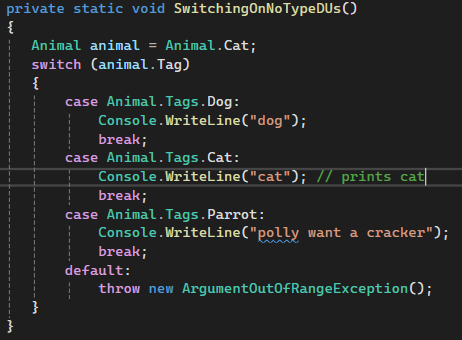 private static void SwitchingOnNoTypeDUs()
{
    Animal animal = Animal.Cat;
    switch (animal.Tag)
    {
        case Animal.Tags.Dog:
            Console.WriteLine("dog");
            break;
        case Animal.Tags.Cat:
            Console.WriteLine("cat"); // prints cat
            break;
        case Animal.Tags.Parrot:
            Console.WriteLine("polly want a cracker");
            break;
        default:
            throw new ArgumentOutOfRangeException();
    }
}